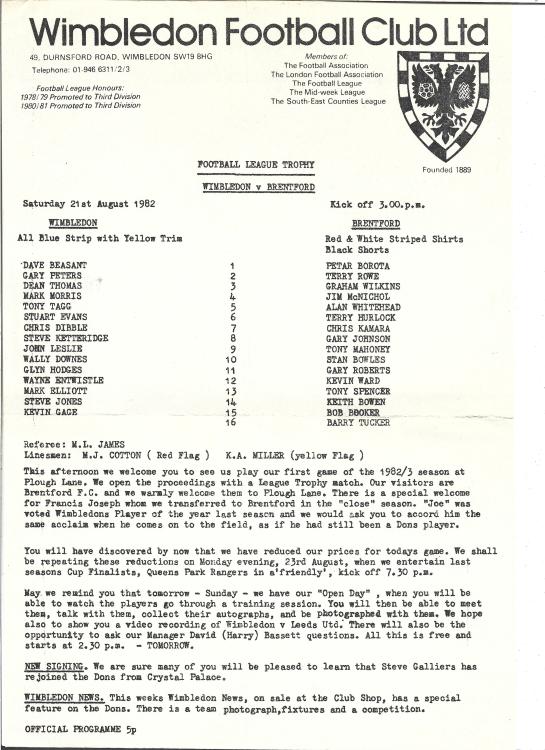 Wimbledon Football Club Ltd
49, DURNSFORD ROAD, WIMBLEDON SW19 8HG
Telephone: 01-946 6311/2/3
Football League Honours:
1978/79 Promoted to Third Division
1980/81 Promoted to Third Division
Members of:
The Football Association
The London Football Association
The Football League
The Mid-week League
The South-East Counties League
Founded 1889
FOOTBALL LEAGUE TROPHY
WIMBLEDON v BRENTFORD
Saturday 21st August 1982 Kick off 3.00.p.m.
WIMBLEDON BRENTFORD
All Blue Strip with Yellow Trim Red & White Striped Shirts
Black Shorts
DAVE BEASANT 1 PETAR BOROTA
GARY PETERS 2 TERRY ROWE
DEAN THOMAS 3 GRAHAM WILKINS
MARK MORRIS 4 JIM McNICHOL
TONY TAGG 5 ALAN WHITEHEAD
STUART EVANS 6 TERRY HURLOCK
CHRIS DIBBLE 7 CHRIS KAMARA
STEVE KETTERIDGE 8 GARY JOHNSON
JOHN LESLIE 9 TONY MAHONEY
WALLY DOWNES 10 STAN BOWLES
GLYN HODGES 11 GARY ROBERTS
WAYNE ENTWISTLE 12 KEVIN WARD
MARK ELLIOTT 13 TONY SPENCER
STEVE JONES 14 KEITH BOWEN
KEVIN GAGE 15 BOB BOOKER
16 BARRY TUCKER
Referee: M.L. JAMES
Linesmen: M.J. COTTON ( Red Flag ) K.A. MILLER (yellow Flag )
This afternoon we welcome you to see us play our first game of the 1982/3 season at
Plough Lane. We open the proceedings with a League Trophy match. Our visitors are
Brentford F.C. and we warmly welcome them to Plough Lane. There is a special welcome
for Francis Joseph whom we transferred to Brentford in the "close" season. "Joe" was
voted Wimbledons Player of the year last season and we would ask you to accord him the
same acclaim when he comes on to the field, as if he had still been a Dons player.
You will have discovered by now that we have reduced our prices for todays game. We shall
be repeating these reductions on Monday evening, 23rd August, when we entertain last
seasons Cup Finalists, Queens Park Rangers in a'friendly', kick off 7.30 p.m.
May we remind you that tomorrow - Sunday - we have our "Open Day" , when you will be
able to watch the players go through a training session. You will then be able to meet
them, talk with them, collect their autographs, and be photographed with them. We hope
also to show you a video recording of Wimbledon v Leeds Utd. There will also be the
opportunity to ask our Manager David (Harry) Bassett questions. All this is free and
starts at 2.30 p.m. - TOMORROW.
NEW SIGNING. We are sure many of you will be pleased to learn that Steve Galliers has
rejoined the Dons from Crystal Palace.
WIMBLEDON NEWS. This weeks Wimbledon News, on sale at the Club Shop, has a special
feature on the Dons. There is a team photograph,fixtures and a competition.
OFFICIAL PROGRAMME 5p